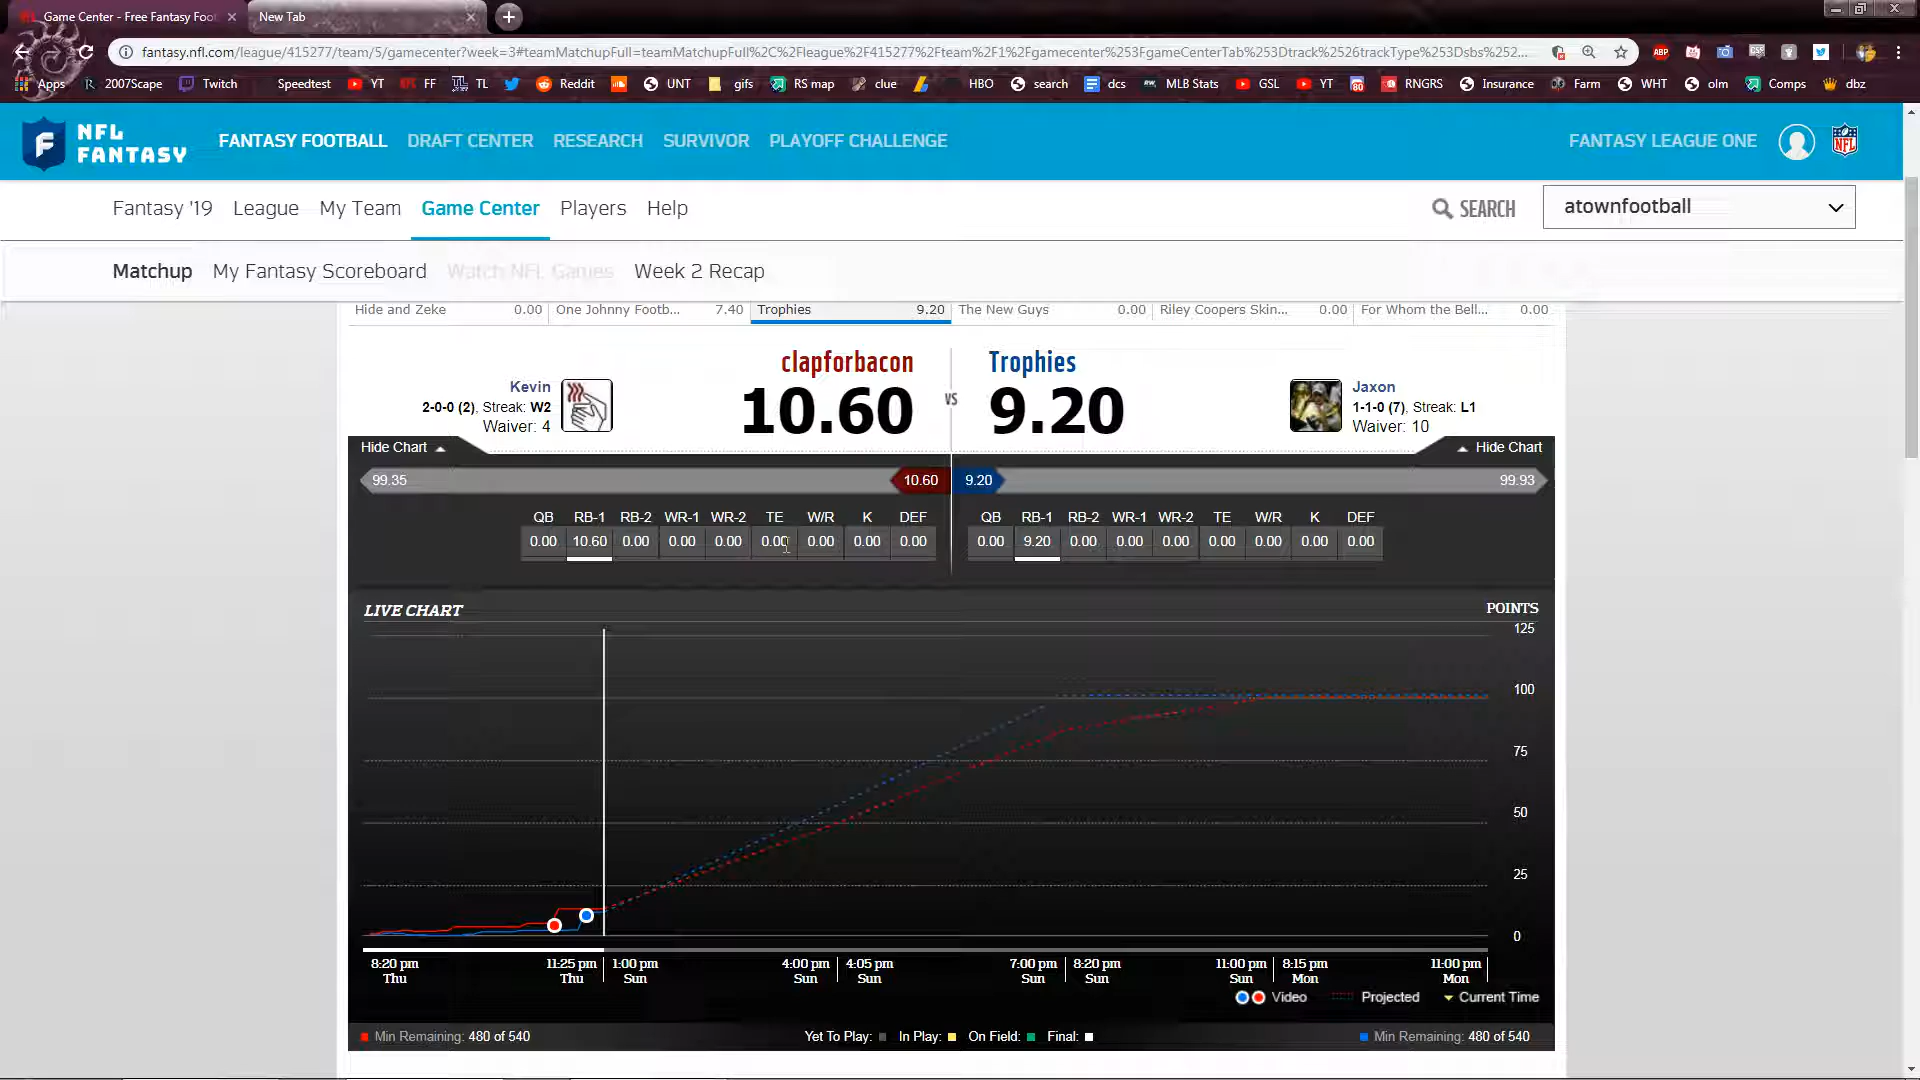 Game Center - Free Fantasy Foot
New Tab
fantasy.nfl.com/league/415277/team/5/gamecenter?week=3#teamMatchupFull=teamMatchupFull%2C%2Fleague%2F415277%2Fteam%2F1%2Fgamecenter%253FgameCenterTab%253Dtrack%2526trackType%253Dsbs%252...
Apps 2007Scape Twitch Speedtest YT FF TL Reddit UNT gifs RS map clue HBO search dcs MLB Stats GSL YT RNGRS Insurance Farm WHT olm Comps dbz
NFL FANTASY
FANTASY FOOTBALL DRAFT CENTER RESEARCH SURVIVOR PLAYOFF CHALLENGE FANTASY LEAGUE ONE NFL
Fantasy '19 League My Team Game Center Players Help SEARCH atownfootball
Matchup My Fantasy Scoreboard Watch NFL Games Week 2 Recap
Hide and Zeke 0.00 One Johnny Footb... 7.40 Trophies 9.20 The New Guys 0.00 Riley Coopers Skin... 0.00 For Whom the Bell... 0.00
clapforbacon Trophies
Kevin 10.60 VS 9.20 Jaxon
2-0-0 (2), Streak: W2 1-1-0 (7), Streak: L1
Waiver: 4 Waiver: 10
Hide Chart Hide Chart
99.35 10.60 9.20 99.93
QB RB-1 RB-2 WR-1 WR-2 TE W/R K DEF QB RB-1 RB-2 WR-1 WR-2 TE W/R K DEF
0.00 10.60 0.00 0.00 0.00 0.00 0.00 0.00 0.00 0.00 9.20 0.00 0.00 0.00 0.00 0.00 0.00 0.00
LIVE CHART POINTS
125
100
75
50
25
0
8:20 pm 11:25 pm 1:00 pm 4:00 pm 4:05 pm 7:00 pm 8:20 pm 11:00 pm 8:15 pm 11:00 pm
Thu Thu Sun Sun Sun Sun Sun Sun Mon Mon
Video Projected Current Time
Min Remaining: 480 of 540 Yet To Play: In Play: On Field: Final: Min Remaining: 480 of 540